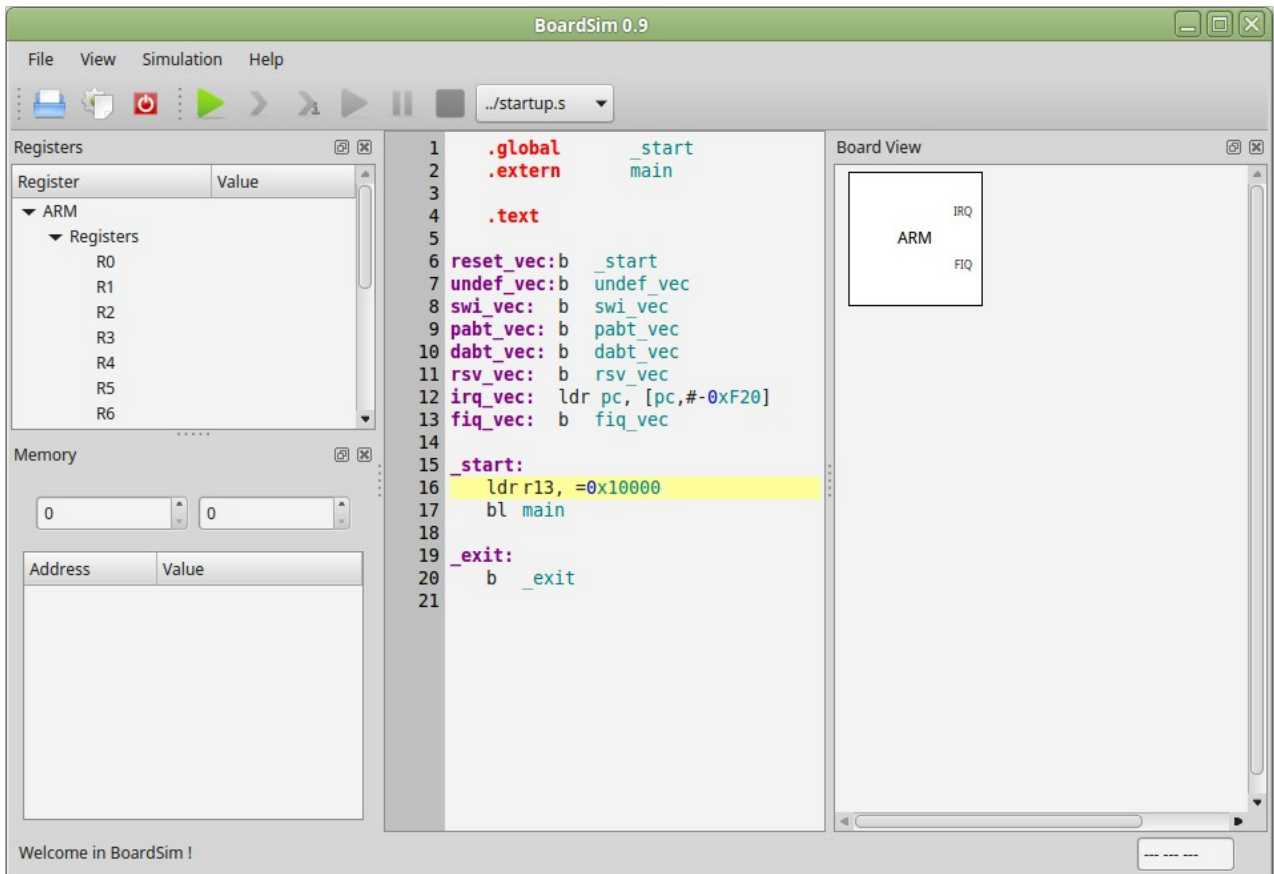 BoardSim 0.9
File View Simulation Help
../startup.s
Registers
Register Value
ARM
Registers
R0
R1
R2
R3
R4
R5
R6
Memory
0 0
Address Value
1 .global _start
2 .extern main
3
4 .text
5
6 reset_vec:b _start
7 undef_vec:b undef_vec
8 swi_vec: b swi_vec
9 pabt_vec: b pabt_vec
10 dabt_vec: b dabt_vec
11 rsv_vec: b rsv_vec
12 irq_vec: ldr pc, [pc,#-0xF20]
13 fiq_vec: b fiq_vec
14
15 _start:
16 ldr r13, =0x10000
17 bl main
18
19 _exit:
20 b _exit
21
Board View
IRQ
ARM
FIQ
Welcome in BoardSim !
--- --- ---